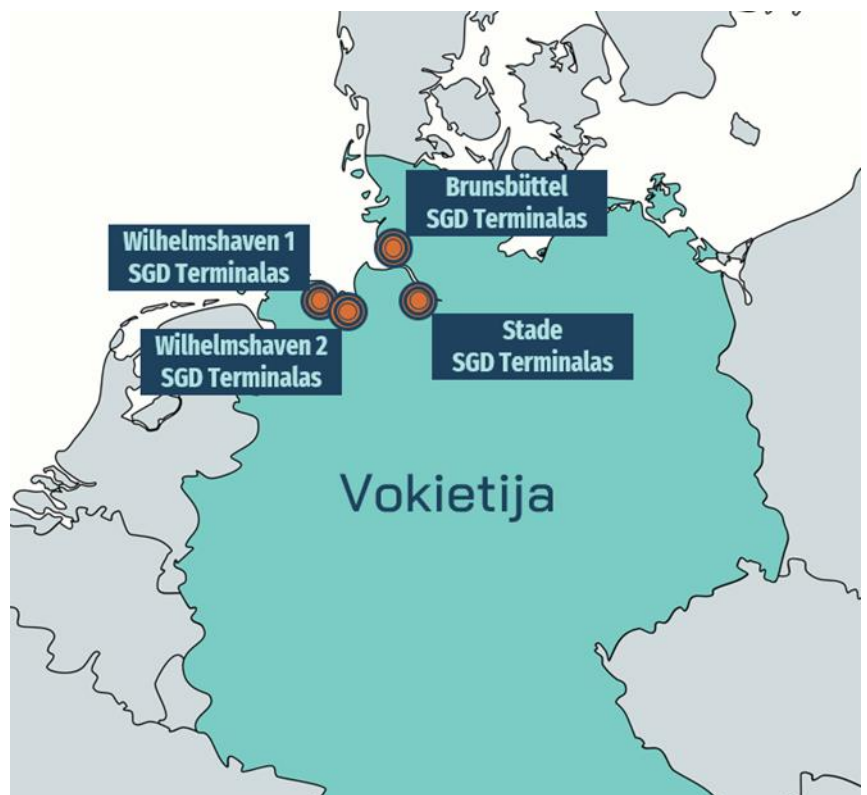 Brunsbüttel
SGD Terminalas
Wilhelmshaven 1
SGD Terminalas
Wilhelmshaven 2
SGD Terminalas
Stade
SGD Terminalas
Vokietija